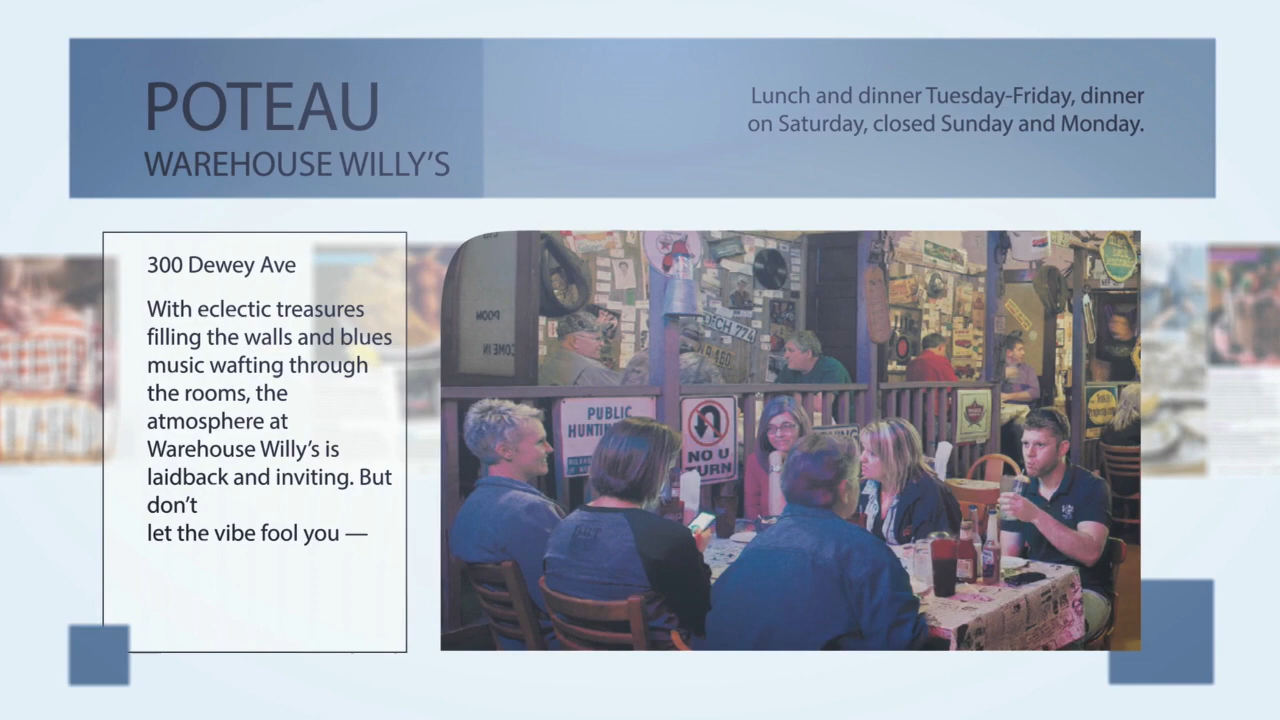 POTEAU
WAREHOUSE WILLY’S
Lunch and dinner Tuesday-Friday, dinner
on Saturday, closed Sunday and Monday.
300 Dewey Ave
With eclectic treasures
filling the walls and blues
music wafting through
the rooms, the
atmosphere at
Warehouse Willy’s is
laidback and inviting. But
don’t
let the vibe fool you —
PUBLIC
NO U
TURN